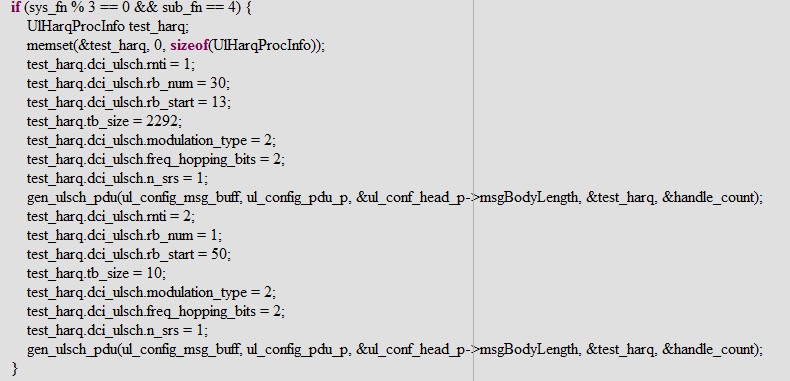 if (sys_fn % 3 == 0 && sub_fn == 4) {
UlHarqProcInfo test_harq;
memset(&test_harq, 0, sizeof(UlHarqProcInfo));
test_harq.dci_ulsch.rnti = 1;
test_harq.dci_ulsch.rb_num = 30;
test_harq.dci_ulsch.rb_start = 13;
test_harq.tb_size = 2292;
test_harq.dci_ulsch.modulation_type = 2;
test_harq.dci_ulsch.freq_hopping_bits = 2;
test_harq.dci_ulsch.n_srs = 1;
gen_ulsch_pdu(ul_config_msg_buff, ul_config_pdu_p, &ul_conf_head_p->msgBodyLength, &test_harq, &handle_count);
test_harq.dci_ulsch.rnti = 2;
test_harq.dci_ulsch.rb_num = 1;
test_harq.dci_ulsch.rb_start = 50;
test_harq.tb_size = 10;
test_harq.dci_ulsch.modulation_type = 2;
test_harq.dci_ulsch.freq_hopping_bits = 2;
test_harq.dci_ulsch.n_srs = 1;
gen_ulsch_pdu(ul_config_msg_buff, ul_config_pdu_p, &ul_conf_head_p->msgBodyLength, &test_harq, &handle_count);
}